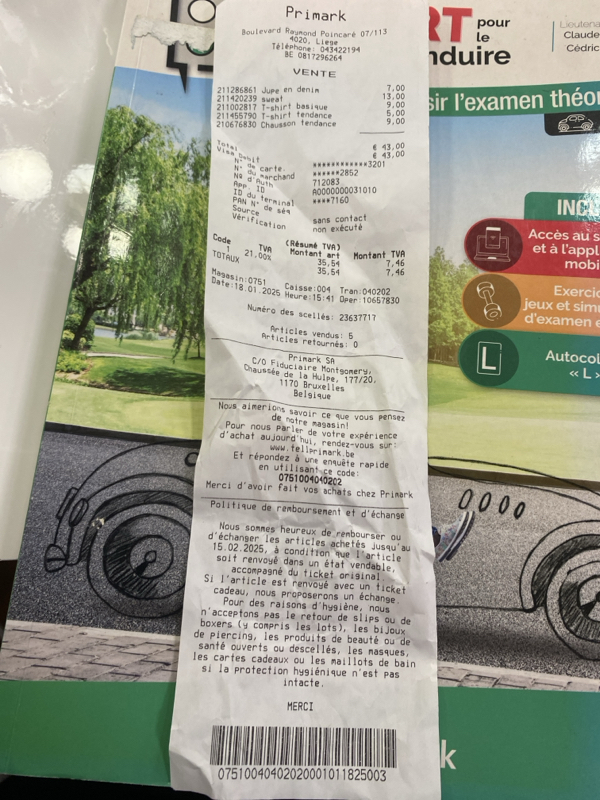 Primark
Boulevard Raymond Poincaré 07/113
4020, Liege
Téléphone: 043422194
BE 0817296264
VENTE
211286861 Jupe en denim 7,00
211420239 sweat 13,00
211002817 T-shirt basique 9,00
211455790 T-shirt tendance 5,00
210676830 Chausson tendance 9,00
Total € 43,00
Visa Debit € 43,00
N° de carte. ************3201
N° du marchand ******2852
Nº d'Auth 712083
App. ID A0000000031010
ID du terminal ****7160
PAN N° de séq
Source sans contact
Vérification non exécuté
(Résumé TVA)
Code TVA Montant art Montant TVA
1 21.00% 35,54 7,46
TOTAUX 35,54 7,46
Magasin:0751 Caisse:004 Tran:040202
Date:18.01.2025 Heure:15:41 Oper:10657830
Numéro des scellés: 23637717
Articles vendus: 5
Articles retournés: 0
Primark SA
C/O Fiduciaire Montgomery,
Chaussée de la Hulpe, 177/20,
1170 Bruxelles
Belgique
Nous aimerions savoir ce que vous pensez
de notre magasin!
Pour nous parler de votre expérience
d'achat aujourd'hui, rendez-vous sur:
www.tellprimark.be
Et répondez à une enquête rapide
en utilisant ce code:
0751004040202
Merci d'avoir fait vos achats chez Primark
Politique de remboursement et d'échange
Nous sommes heureux de rembourser ou
d'échanger les articles achetés jusqu'au
15.02.2025, à condition que l'article
soit renvoyé dans un état vendable,
accompagné du ticket original.
Si l'article est renvoyé avec un ticket
cadeau, nous proposerons un échange.
Pour des raisons d'hygiène, nous
n'acceptons pas le retour de slips ou de
boxers (y compris les lots), les bijoux
de piercing, les produits de beauté ou de
santé ouverts ou descellés, les masques,
les cartes cadeaux ou les maillots de bain
si la protection hygiénique n'est pas
intacte.
MERCI
07510040402020001011825003
RT pour
le
nduire
Claude
Cédric
sir l'examen théor
Accès au s
et à l'appl
mobi
Exercic
jeux et sim
d'examen e
L
Autocol
« L »
k